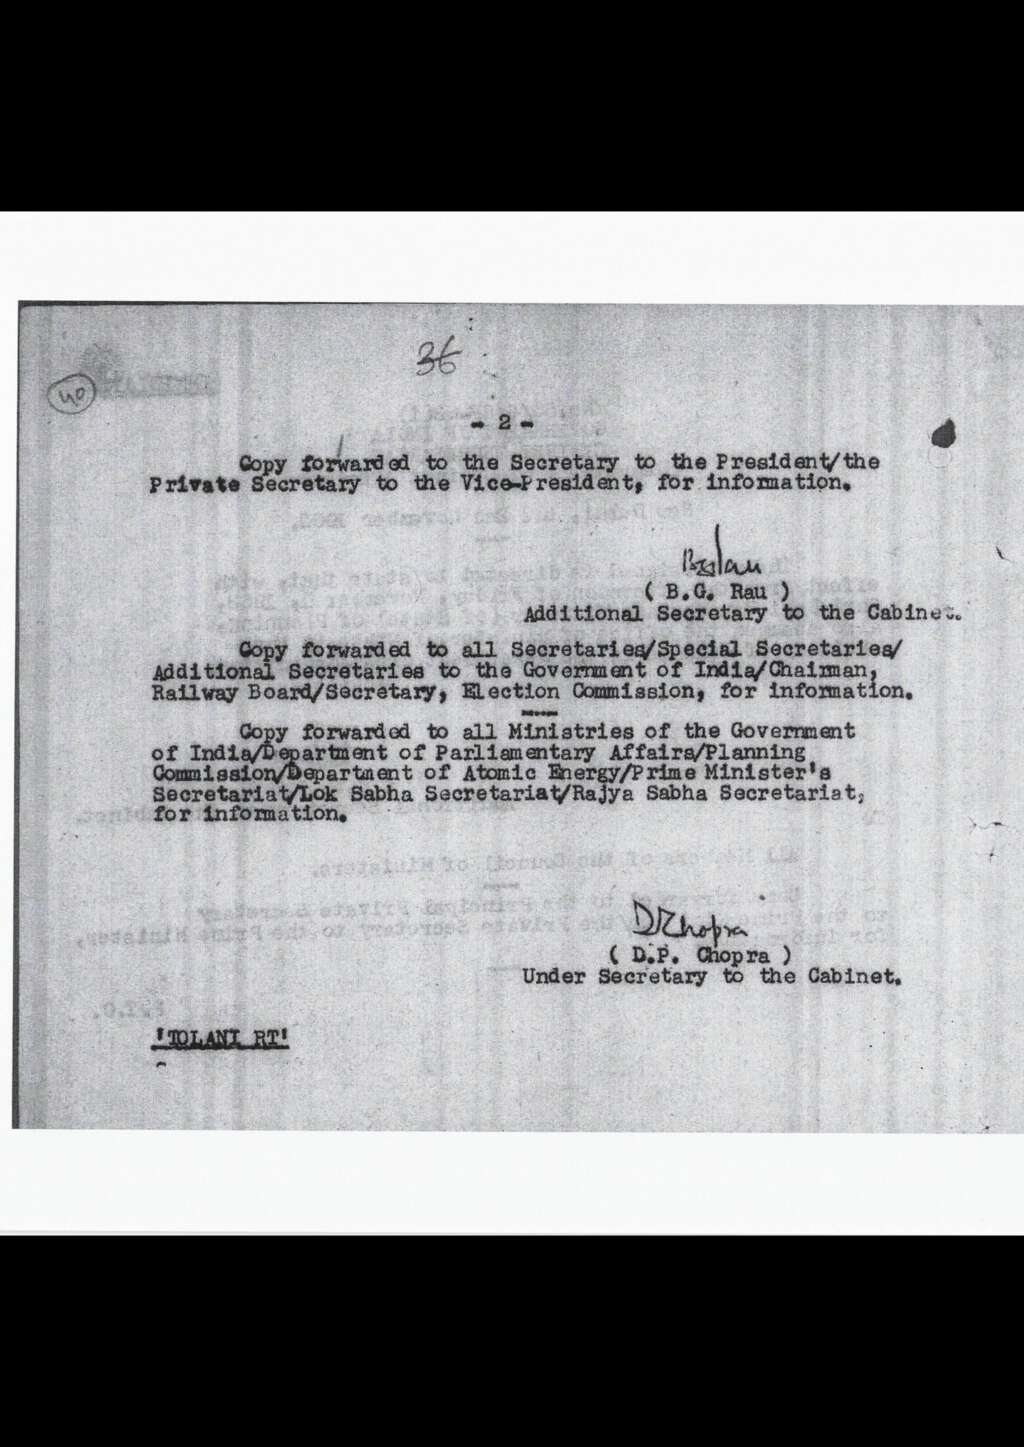 36
40
- 2 -
Copy forwarded to the Secretary to the President/the
Private Secretary to the Vice-President, for information.
( B.G. Rau )
Additional Secretary to the Cabinet.
Copy forwarded to all Secretaries/Special Secretaries/
Additional Secretaries to the Government of India/Chairman,
Railway Board/Secretary, Election Commission, for information.
Copy forwarded to all Ministries of the Government
of India/Department of Parliamentary Affairs/Planning
Commission/Department of Atomic Energy/Prime Minister's
Secretariat/Lok Sabha Secretariat/Rajya Sabha Secretariat,
for information.
DPChopra
( D.P. Chopra )
Under Secretary to the Cabinet.
'TOLANI RT'